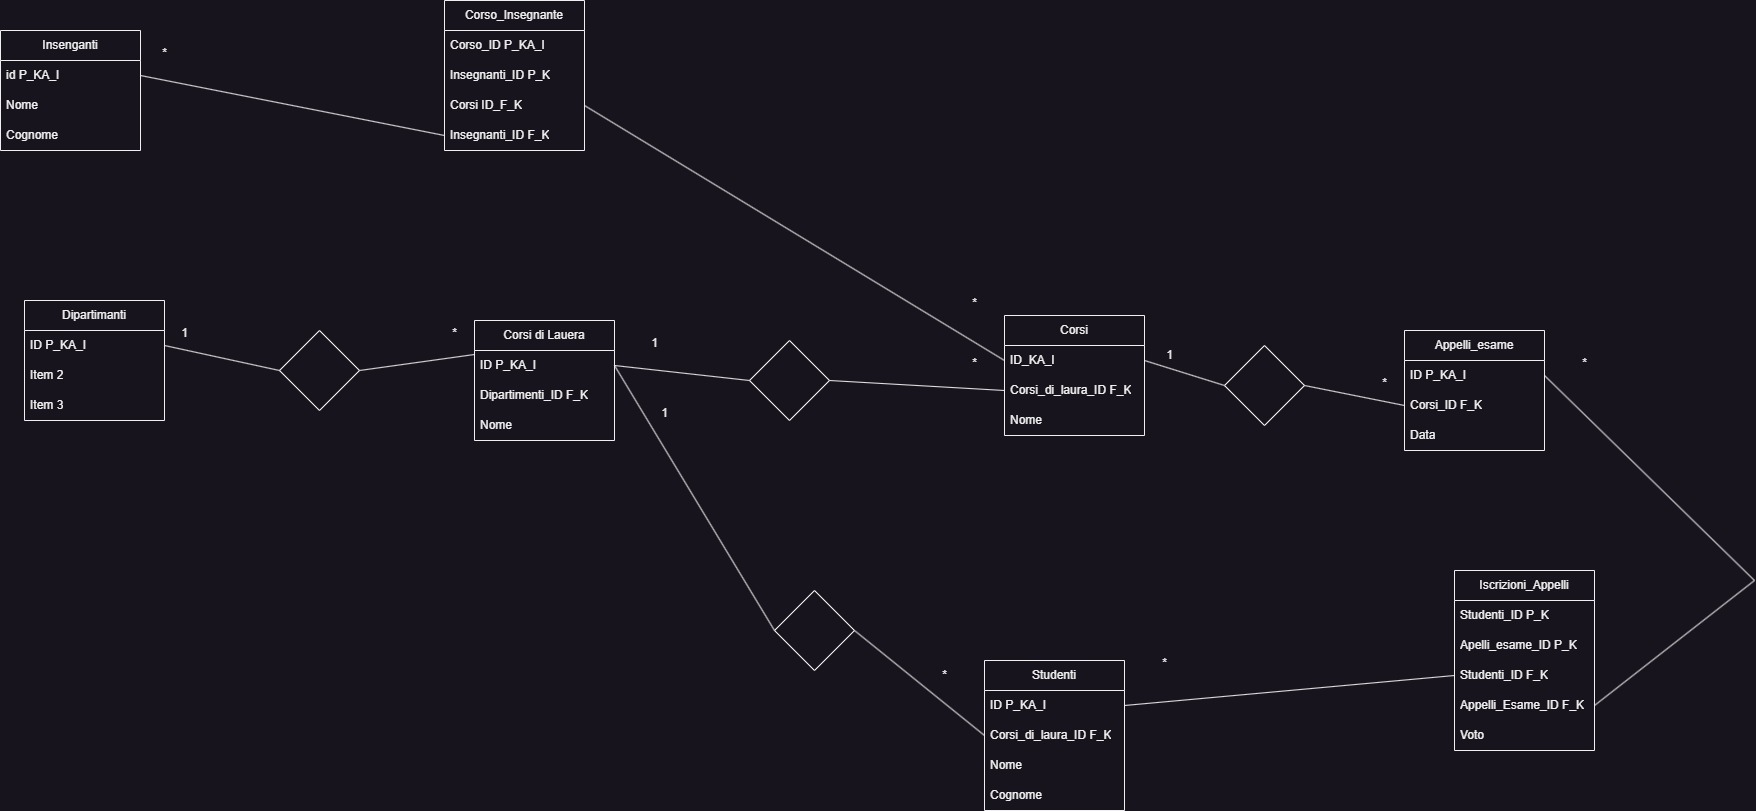 Corso_Insegnante
Corso_ID P_KA_I
Insegnanti_ID P_K
Corsi ID_F_K
Insegnanti_ID F_K
Insenganti
id P_KA_I
Nome
Cognome
*
*
Dipartimanti
ID P_KA_I
Item 2
Item 3
1
*
Corsi di Lauera
ID P_KA_I
Dipartimenti_ID F_K
Nome
1
1
*
Corsi
ID_KA_I
Corsi_di_laura_ID F_K
Nome
1
*
Appelli_esame
ID P_KA_I
Corsi_ID F_K
Data
*
*
Studenti
ID P_KA_I
Corsi_di_laura_ID F_K
Nome
Cognome
*
Iscrizioni_Appelli
Studenti_ID P_K
Apelli_esame_ID P_K
Studenti_ID F_K
Appelli_Esame_ID F_K
Voto